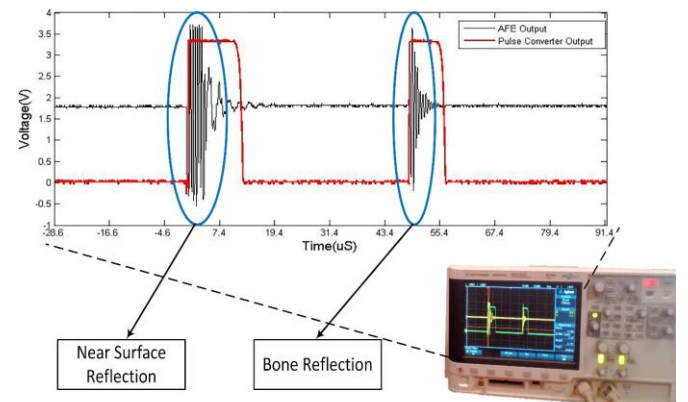 4
3.5
3
2.5
2
1.5
1
0.5
0
-0.5
-1
Voltage(V)
AFE Output
Pulse Converter Output
-28.6 -16.6 -4.6 7.4 19.4 31.4 43.4 55.4 67.4 79.4 91.4
Time(uS)
Near Surface
Reflection
Bone Reflection